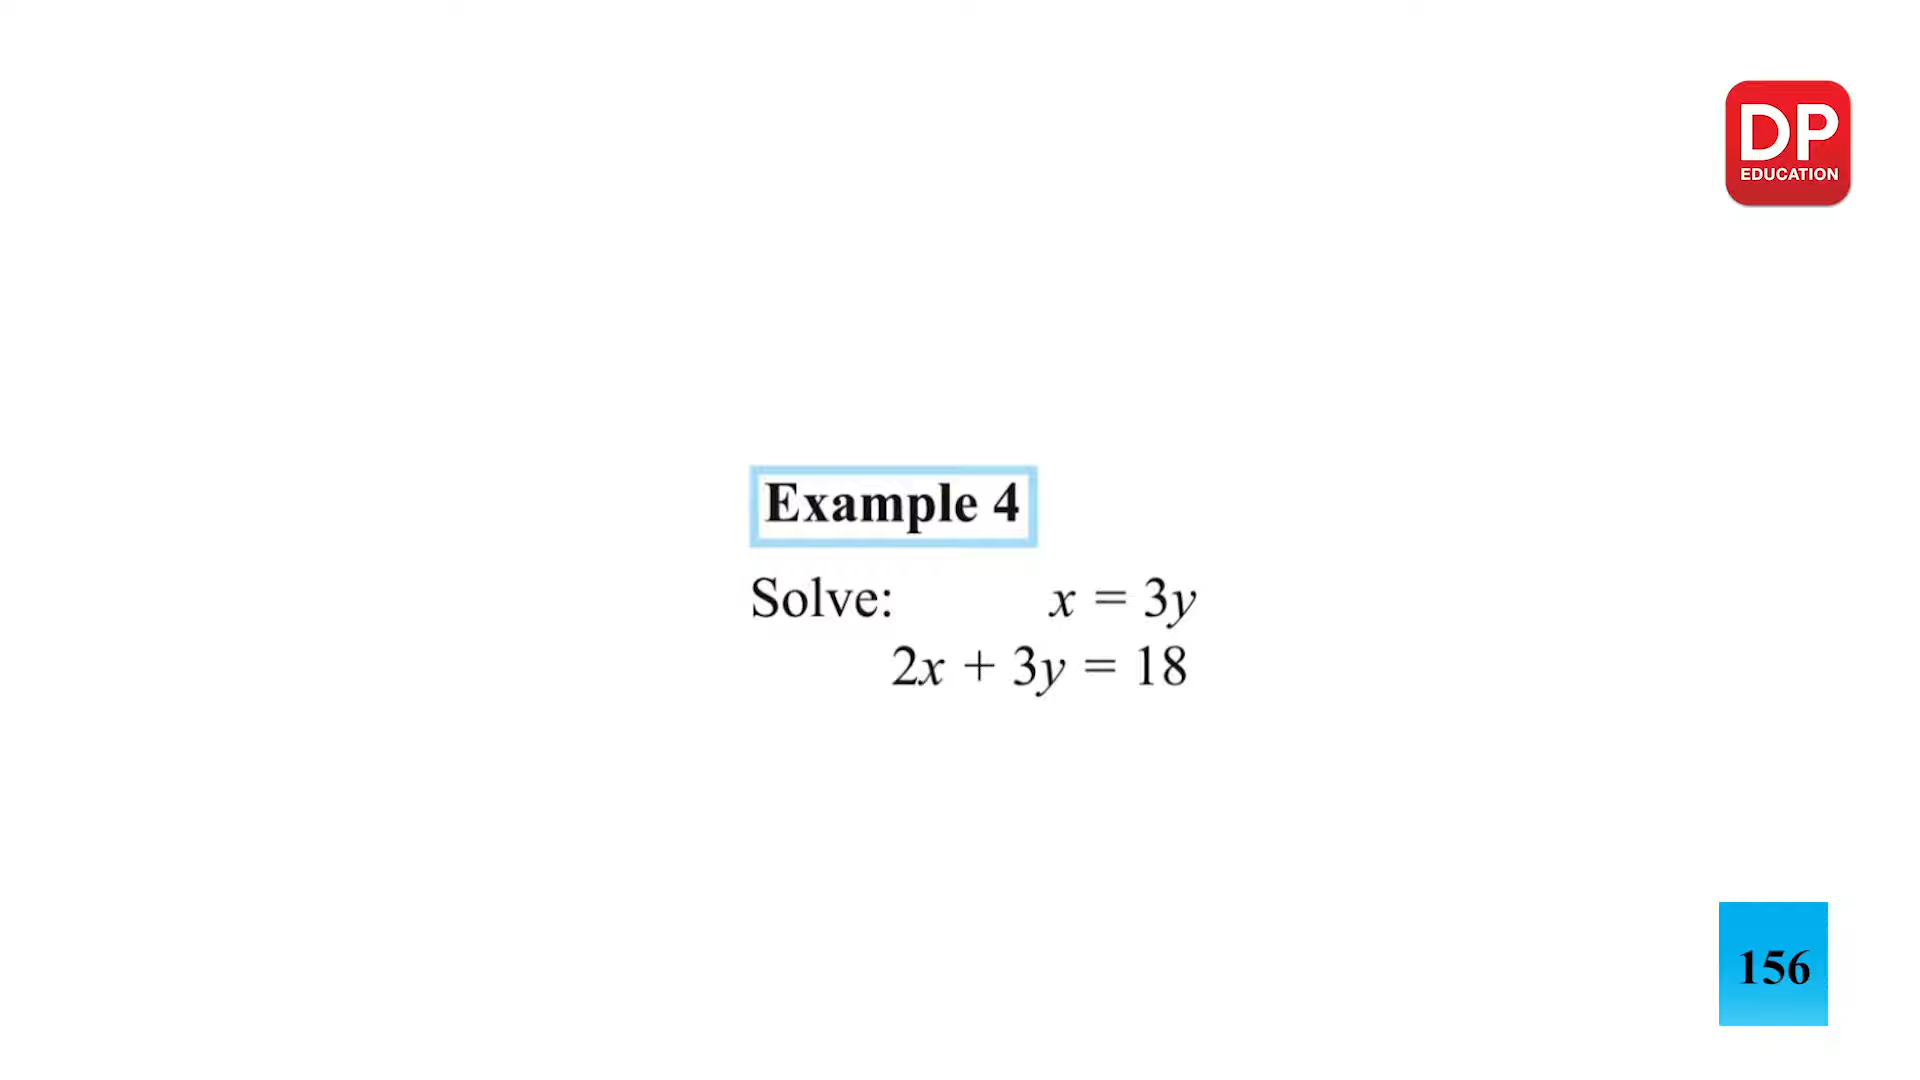 DP
EDUCATION
Example 4
Solve: x = 3y
2x + 3y = 18
156